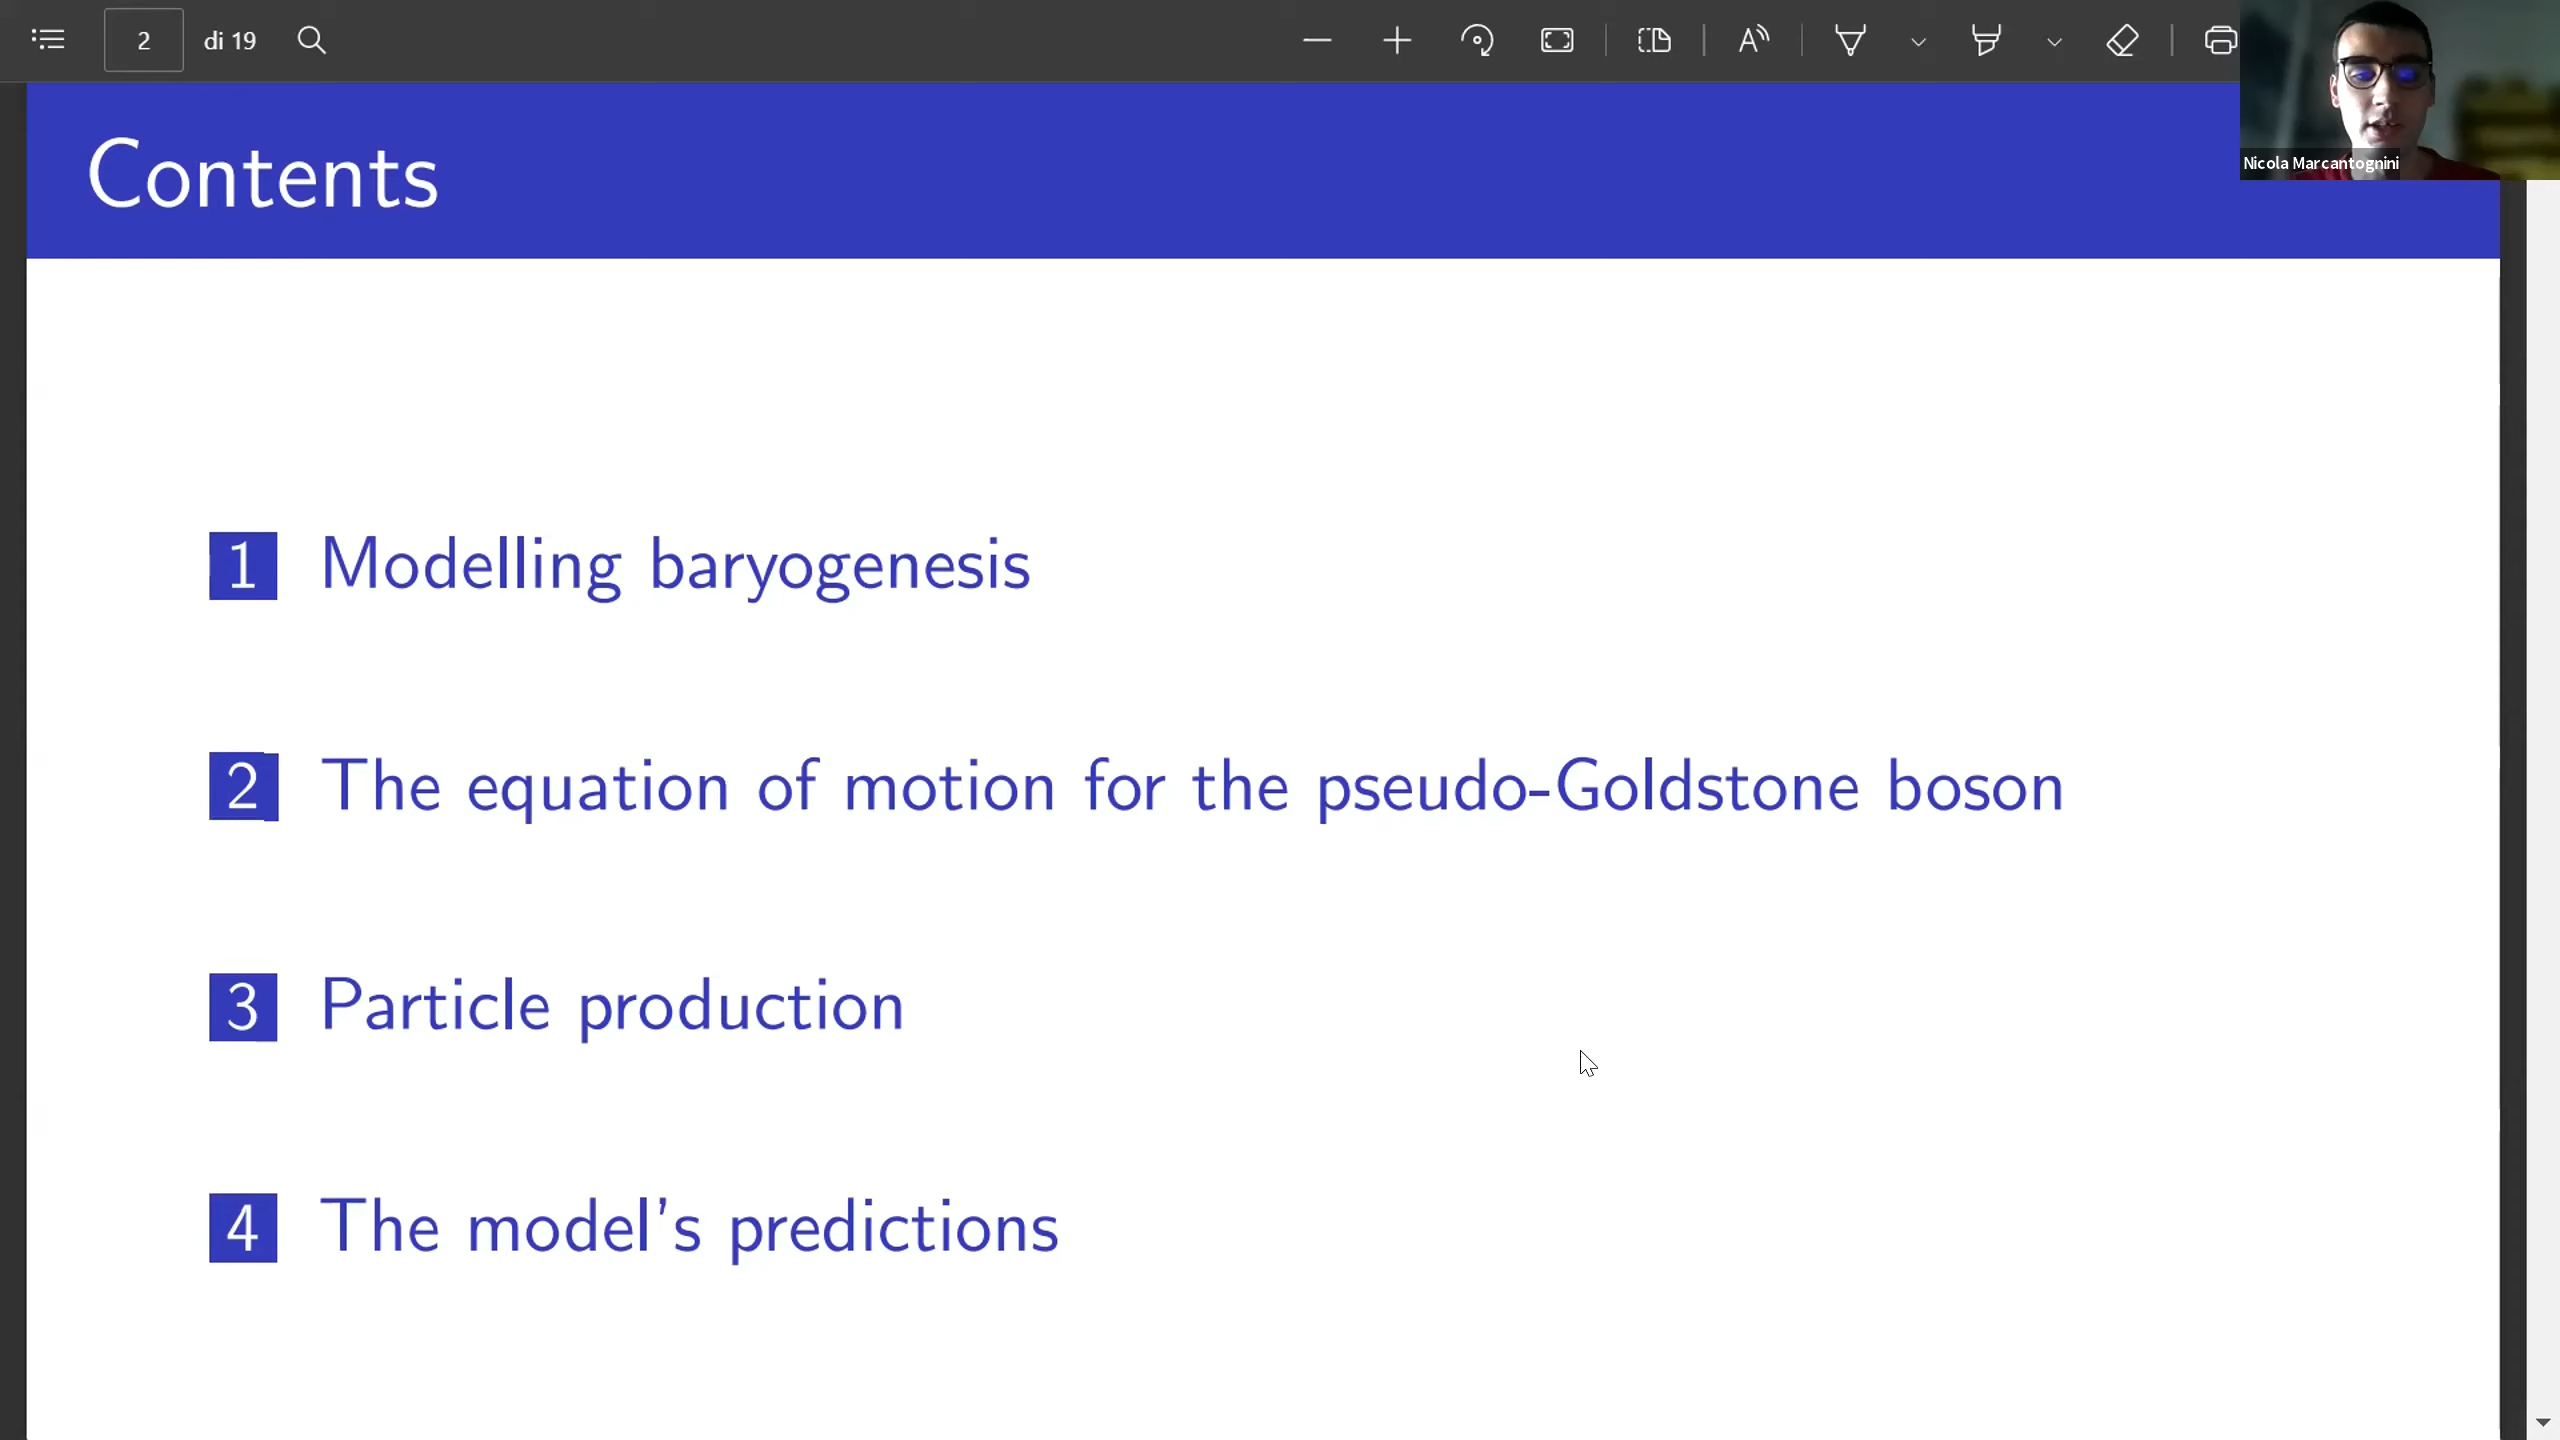 2 di 19
Nicola Marcantognini
Contents
1 Modelling baryogenesis
2 The equation of motion for the pseudo-Goldstone boson
3 Particle production
4 The model's predictions